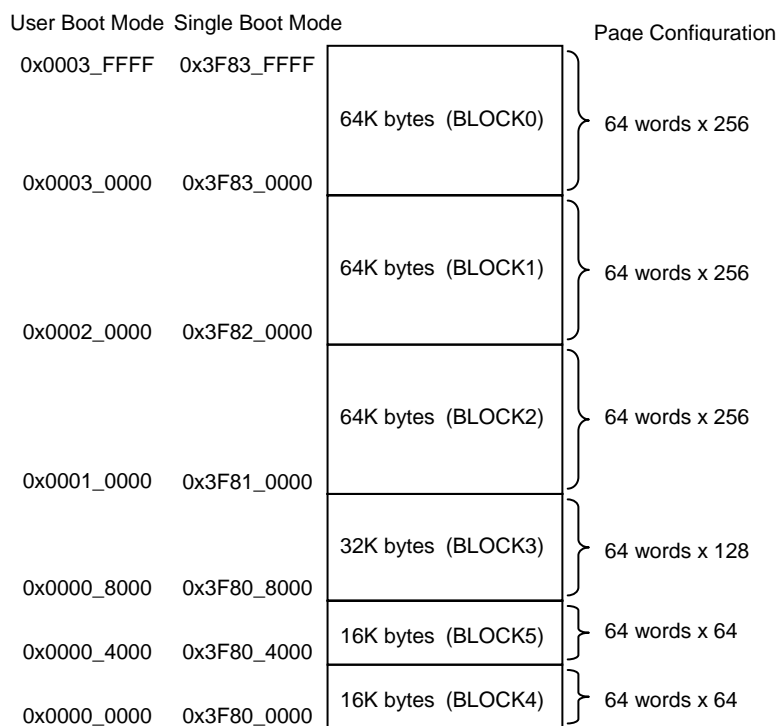 User Boot Mode Single Boot Mode Page Configuration
0x0003_FFFF 0x3F83_FFFF
64K bytes (BLOCK0) 64 words x 256
0x0003_0000 0x3F83_0000
64K bytes (BLOCK1) 64 words x 256
0x0002_0000 0x3F82_0000
64K bytes (BLOCK2) 64 words x 256
0x0001_0000 0x3F81_0000
32K bytes (BLOCK3) 64 words x 128
0x0000_8000 0x3F80_8000
16K bytes (BLOCK5) 64 words x 64
0x0000_4000 0x3F80_4000
16K bytes (BLOCK4) 64 words x 64
0x0000_0000 0x3F80_0000